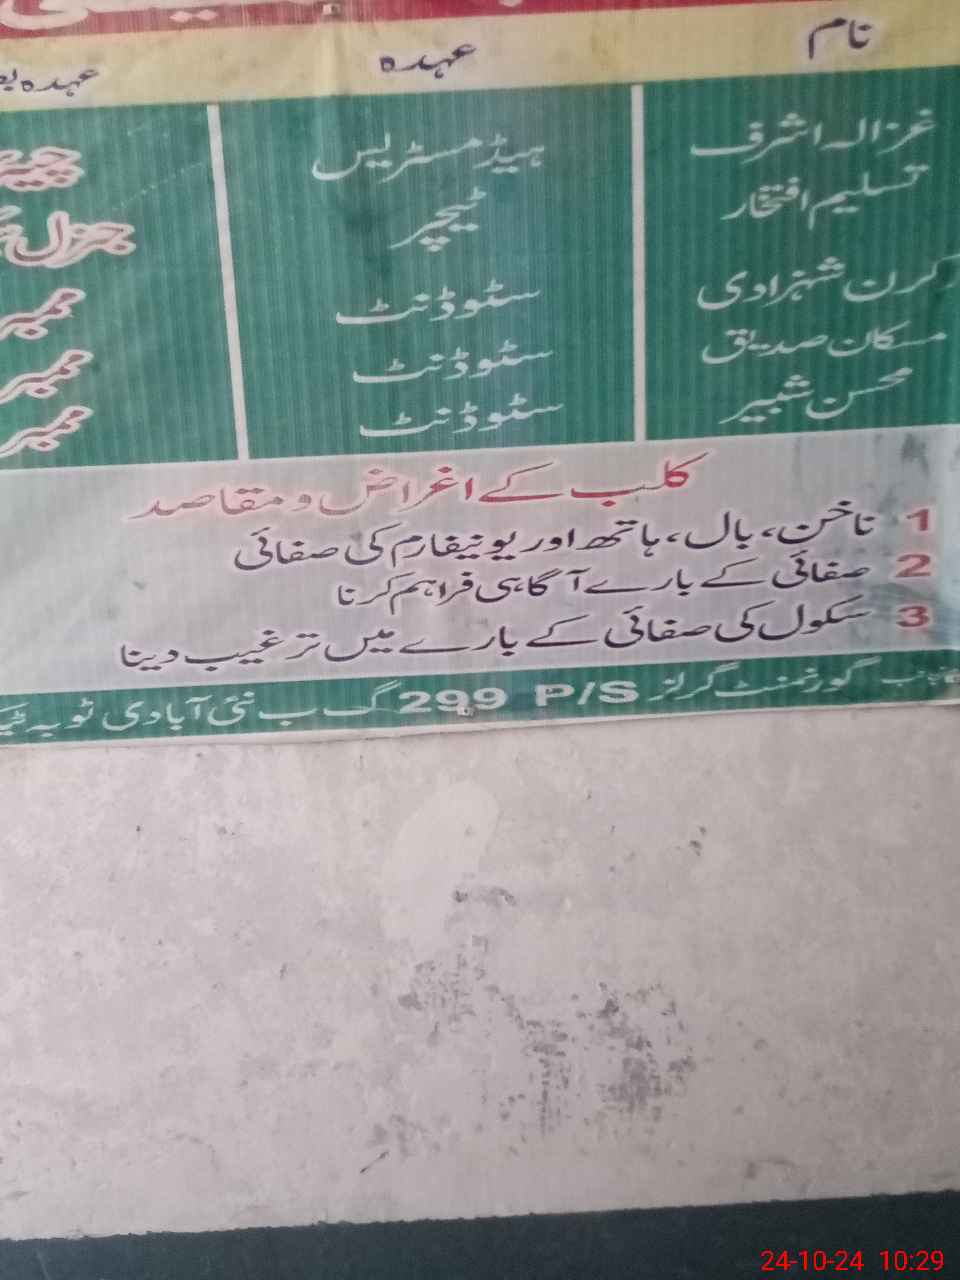 نام عہدہ عہدہ
غزالہ اشرف ہیڈ مسٹریس
تسلیم افتخار ٹیچر جنرل
کرن شہزادی سٹوڈنٹ ممبر
مسکان صدیق سٹوڈنٹ ممبر
محسن شبیر سٹوڈنٹ ممبر
کلب کے اغراض و مقاصد
1 ناخن، بال، ہاتھ اور یونیفارم کی صفائی
2 صفائی کے بارے آگاہی فراہم کرنا
3 سکول کی صفائی کے بارے میں ترغیب دینا
گورنمنٹ گرلز P/S 299 گ ب نئی آبادی ٹوبہ
24-10-24 10:29